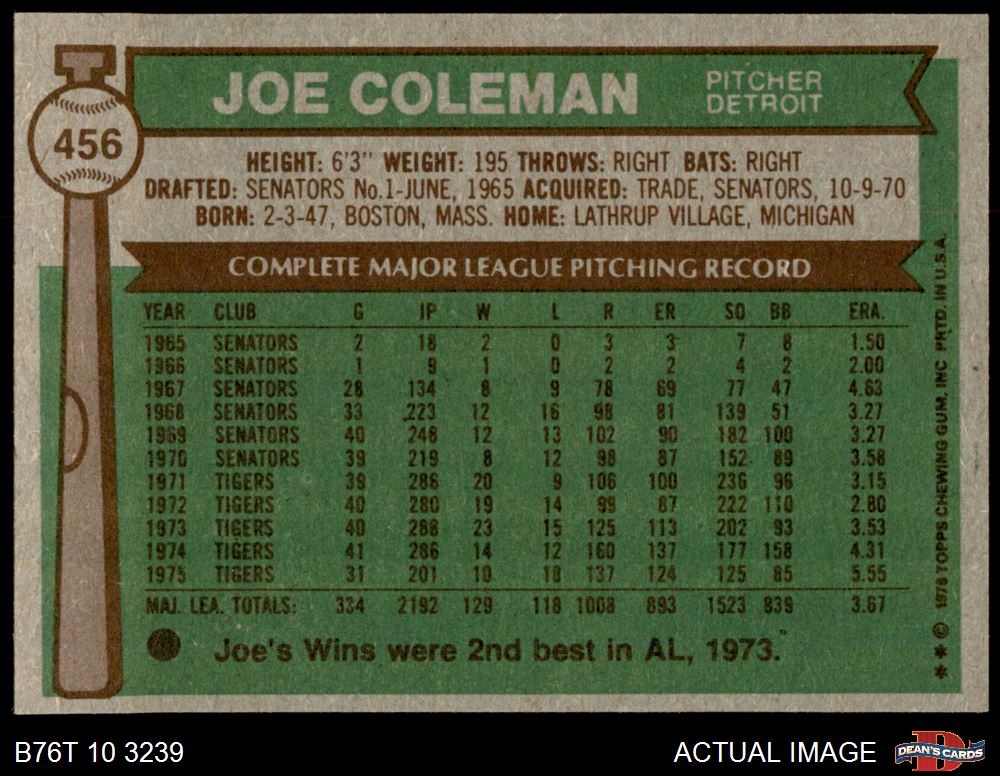 456
JOE COLEMAN
PITCHER
DETROIT
HEIGHT: 6'3" WEIGHT: 195 THROWS: RIGHT BATS: RIGHT
DRAFTED: SENATORS No.1-JUNE, 1965 ACQUIRED: TRADE, SENATORS, 10-9-70
BORN: 2-3-47, BOSTON, MASS. HOME: LATHRUP VILLAGE, MICHIGAN
COMPLETE MAJOR LEAGUE PITCHING RECORD
YEAR CLUB G IP W L R ER SO BB ERA.
1965 SENATORS 2 18 2 0 3 3 7 8 1.50
1966 SENATORS 1 9 1 0 2 2 4 2 2.00
1967 SENATORS 28 134 8 9 78 69 77 47 4.63
1968 SENATORS 33 223 12 16 98 81 139 51 3.27
1969 SENATORS 40 248 12 13 102 90 182 100 3.27
1970 SENATORS 39 219 8 12 98 87 152 89 3.58
1971 TIGERS 39 286 20 9 106 100 236 96 3.15
1972 TIGERS 40 280 19 14 99 87 222 110 2.80
1973 TIGERS 40 288 23 15 125 113 202 93 3.53
1974 TIGERS 41 286 14 12 160 137 177 158 4.31
1975 TIGERS 31 201 10 18 137 124 125 85 5.55
MAJ. LEA. TOTALS: 334 2192 129 118 1008 893 1523 839 3.67
Joe's Wins were 2nd best in AL, 1973.
* * © 1976 TOPPS CHEWING GUM, INC PRTD. IN U.S.A.
B76T 10 3239
ACTUAL IMAGE
DEAN'S CARDS